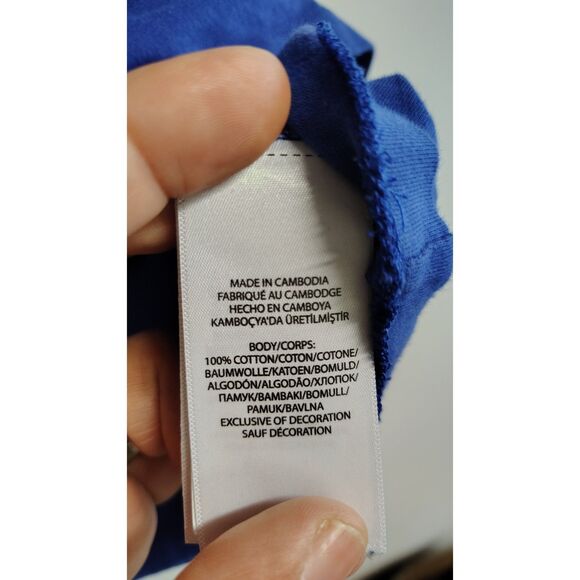 MADE IN CAMBODIA
FABRIQUÉ AU CAMBODGE
HECHO EN CAMBOYA
KAMBOÇYA'DA ÜRETİLMİŞTİR
BODY/CORPS:
100% COTTON/COTON/COTONE/
BAUMWOLLE/KATOEN/BOMULD/
ALGODÓN/ALGODÃO/ХЛОПОК/
ПАМУК/BAMBAKI/BOMULL/
PAMUK/BAVLNA
EXCLUSIVE OF DECORATION
SAUF DÉCORATION